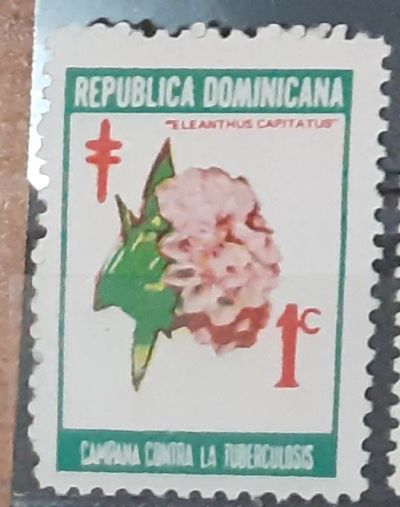 REPUBLICA DOMINICANA
"ELEANTHUS CAPITATUS"
1c
CAMPAÑA CONTRA LA TUBERCULOSIS